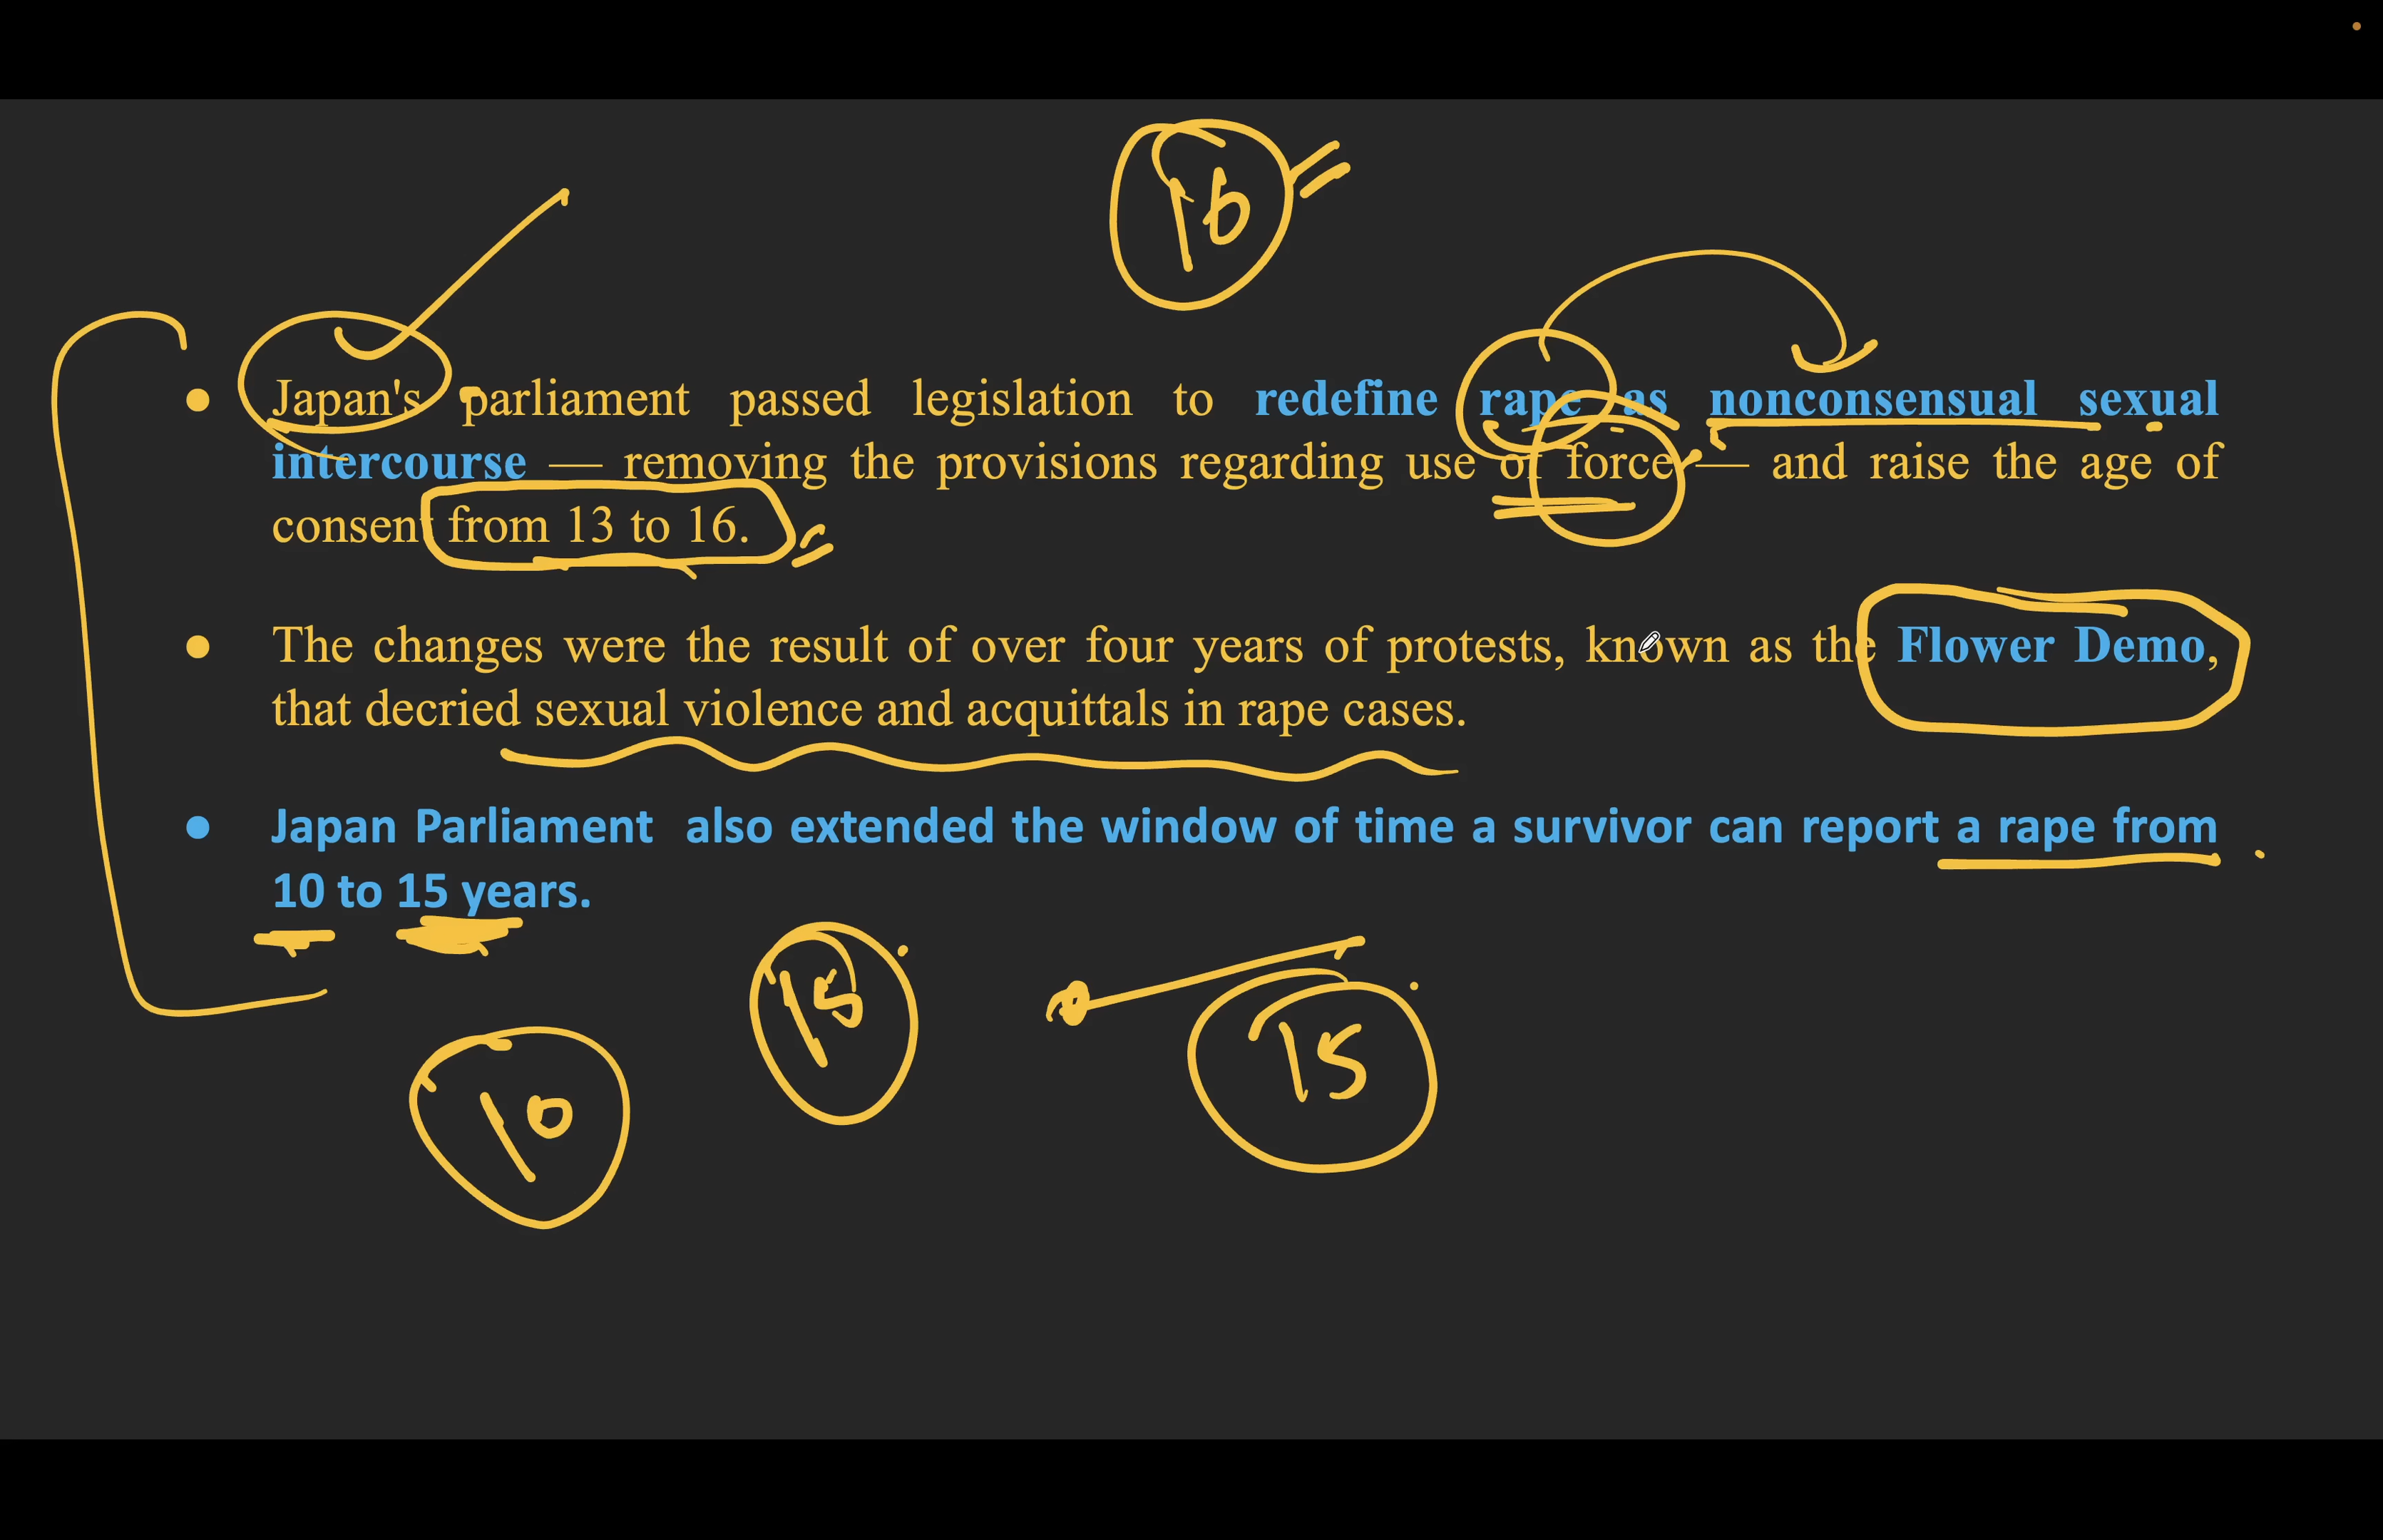 16
Japan's parliament passed legislation to redefine rape as nonconsensual sexual
intercourse — removing the provisions regarding use of force — and raise the age of
consent from 13 to 16.
The changes were the result of over four years of protests, known as the Flower Demo,
that decried sexual violence and acquittals in rape cases.
Japan Parliament also extended the window of time a survivor can report a rape from
10 to 15 years.
10 15 15